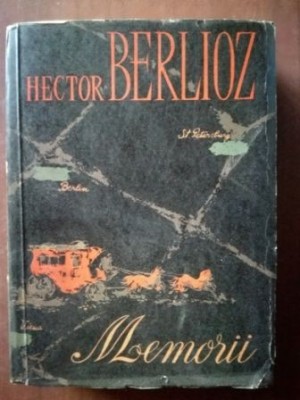 HECTOR BERLIOZ
St. Petersburg
Berlin
Memorii